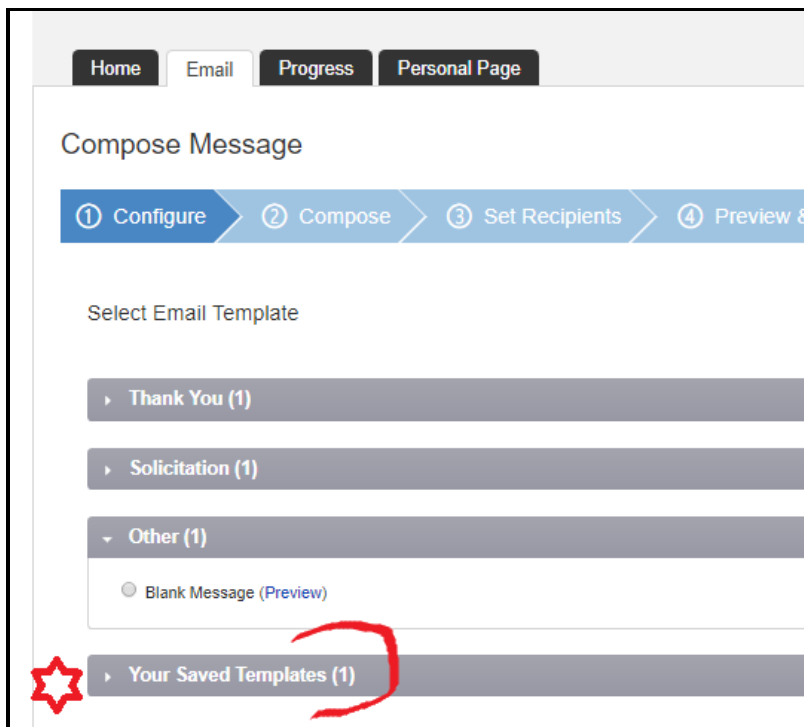 Home Email Progress Personal Page
Compose Message
1 Configure 2 Compose 3 Set Recipients 4 Preview &
Select Email Template
Thank You (1)
Solicitation (1)
Other (1)
Blank Message (Preview)
Your Saved Templates (1)